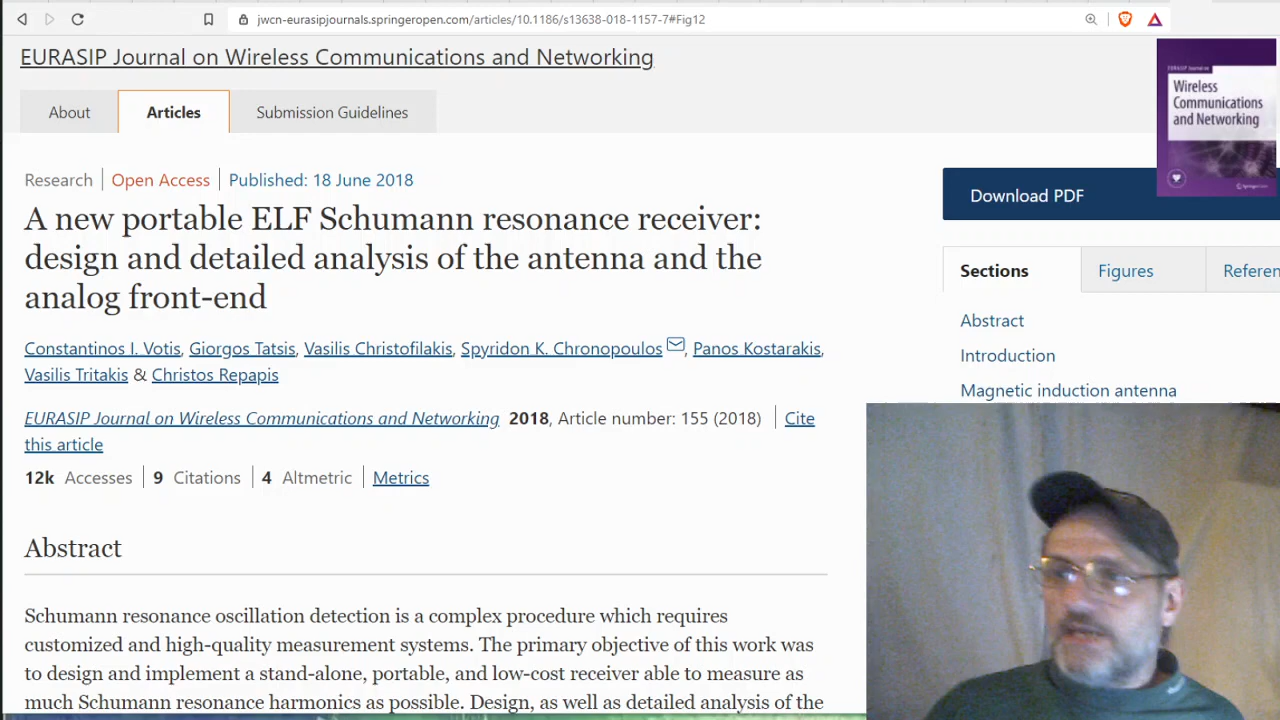 jwcn-eurasipjournals.springeropen.com/articles/10.1186/s13638-018-1157-7#Fig12
EURASIP Journal on Wireless Communications and Networking
About
Articles
Submission Guidelines
Wireless
Communications
and Networking
Research
Open Access
Published: 18 June 2018
Download PDF
A new portable ELF Schumann resonance receiver:
design and detailed analysis of the antenna and the
analog front-end
Sections
Figures
Referen
Abstract
Introduction
Magnetic induction antenna
Constantinos I. Votis, Giorgos Tatsis, Vasilis Christofilakis, Spyridon K. Chronopoulos, Panos Kostarakis,
Vasilis Tritakis & Christos Repapis
EURASIP Journal on Wireless Communications and Networking 2018, Article number: 155 (2018) Cite
this article
12k Accesses 9 Citations 4 Altmetric Metrics
Abstract
Schumann resonance oscillation detection is a complex procedure which requires
customized and high-quality measurement systems. The primary objective of this work was
to design and implement a stand-alone, portable, and low-cost receiver able to measure as
much Schumann resonance harmonics as possible. Design, as well as detailed analysis of the